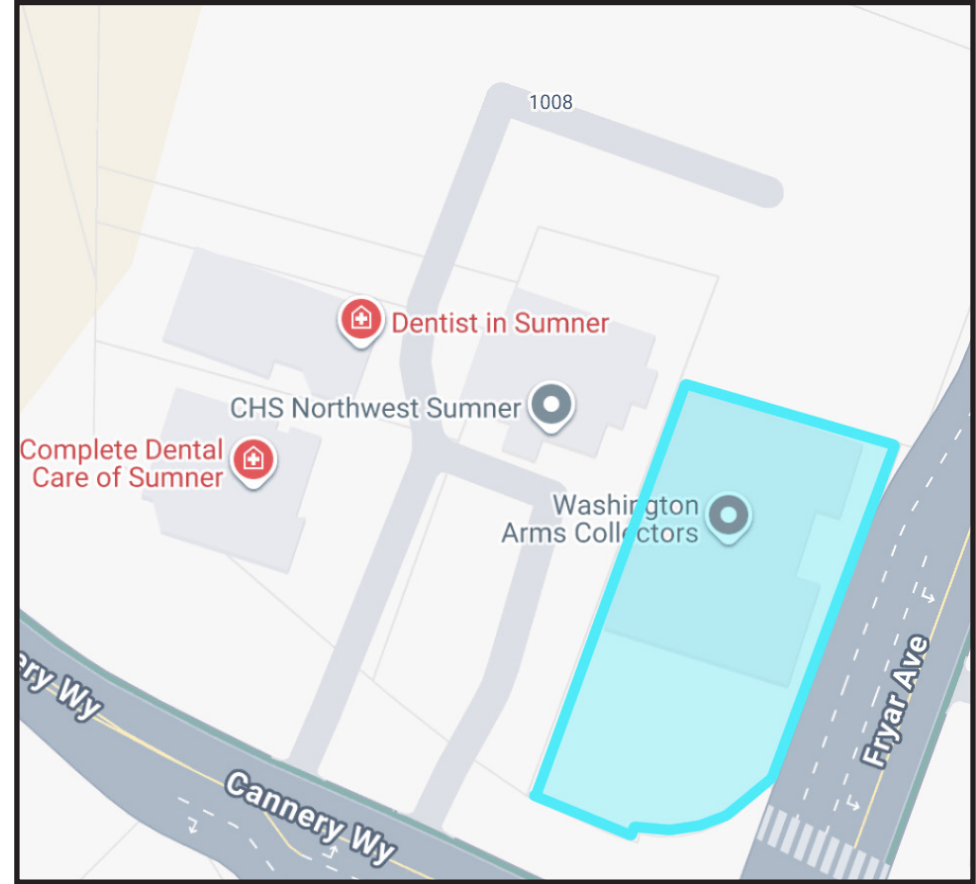 1008
Dentist in Sumner
CHS Northwest Sumner
Complete Dental
Care of Sumner
Washington
Arms Collectors
ery Wy
Fryar Ave
Cannery Wy